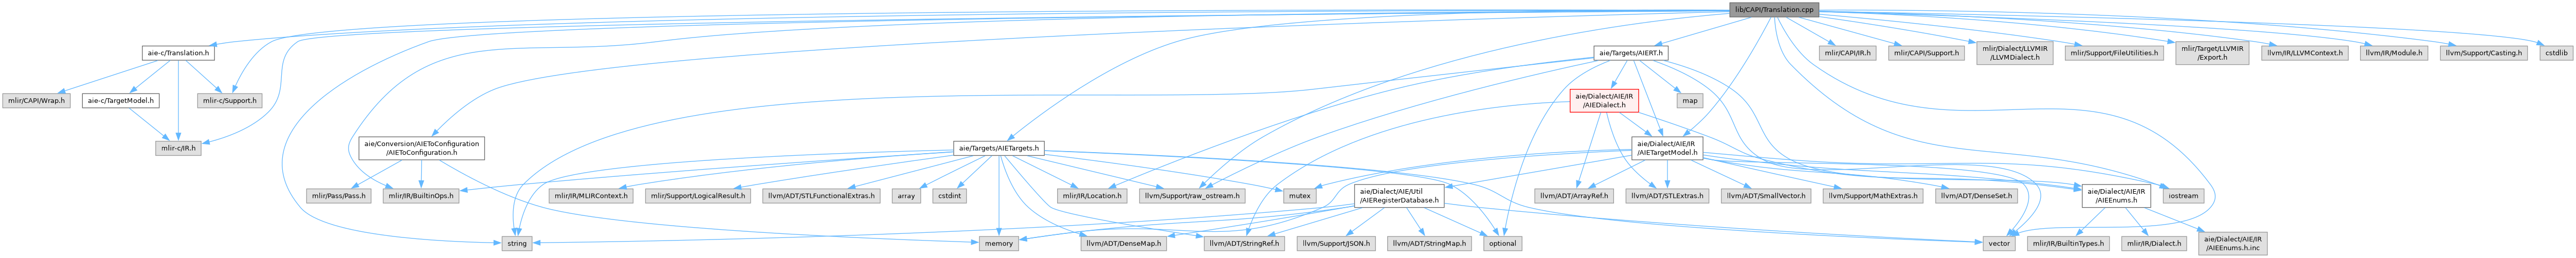 lib/CAPI/Translation.cpp
aie-c/Translation.h
aie/Targets/AIERT.h
mlir/CAPI/IR.h
mlir/CAPI/Support.h
mlir/Dialect/LLVMIR
/LLVMDialect.h
mlir/Support/FileUtilities.h
mlir/Target/LLVMIR
/Export.h
llvm/IR/LLVMContext.h
llvm/IR/Module.h
llvm/Support/Casting.h
cstdlib
mlir/CAPI/Wrap.h
aie-c/TargetModel.h
mlir-c/Support.h
aie/Dialect/AIE/IR
/AIEDialect.h
map
mlir-c/IR.h
aie/Conversion/AIEToConfiguration
/AIEToConfiguration.h
aie/Targets/AIETargets.h
aie/Dialect/AIE/IR
/AIETargetModel.h
mlir/Pass/Pass.h
mlir/IR/BuiltinOps.h
mlir/IR/MLIRContext.h
mlir/Support/LogicalResult.h
llvm/ADT/STLFunctionalExtras.h
array
cstdint
mlir/IR/Location.h
llvm/Support/raw_ostream.h
mutex
aie/Dialect/AIE/Util
/AIERegisterDatabase.h
llvm/ADT/ArrayRef.h
llvm/ADT/STLExtras.h
llvm/ADT/SmallVector.h
llvm/Support/MathExtras.h
llvm/ADT/DenseSet.h
aie/Dialect/AIE/IR
/AIEEnums.h
iostream
string
memory
llvm/ADT/DenseMap.h
llvm/ADT/StringRef.h
llvm/Support/JSON.h
llvm/ADT/StringMap.h
optional
vector
mlir/IR/BuiltinTypes.h
mlir/IR/Dialect.h
aie/Dialect/AIE/IR
/AIEEnums.h.inc